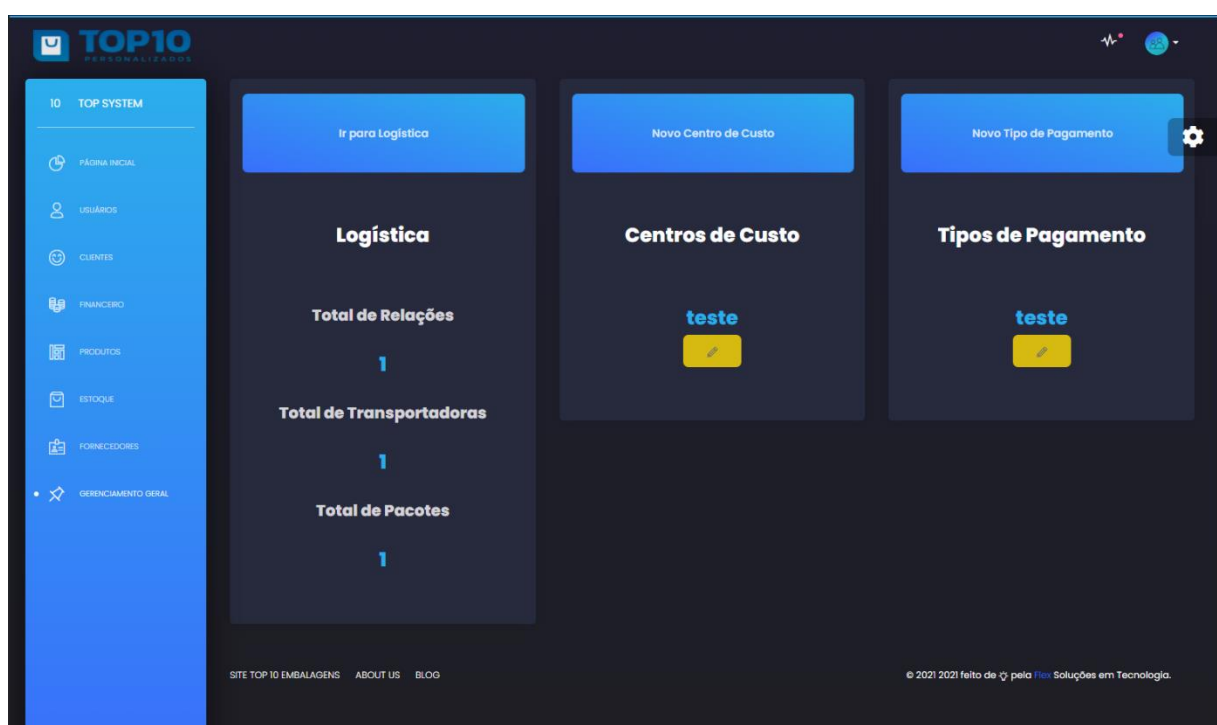 TOP10
PERSONALIZADOS
10 TOP SYSTEM
PÁGINA INICIAL
USUÁRIOS
CLIENTES
FINANCEIRO
PRODUTOS
ESTOQUE
FORNECEDORES
GERENCIAMENTO GERAL
Ir para Logística
Logística
Total de Relações
1
Total de Transportadoras
1
Total de Pacotes
1
Novo Centro de Custo
Centros de Custo
teste
Novo Tipo de Pagamento
Tipos de Pagamento
teste
SITE TOP 10 EMBALAGENS ABOUT US BLOG
© 2021 2021 feito de pela Flex Soluções em Tecnologia.